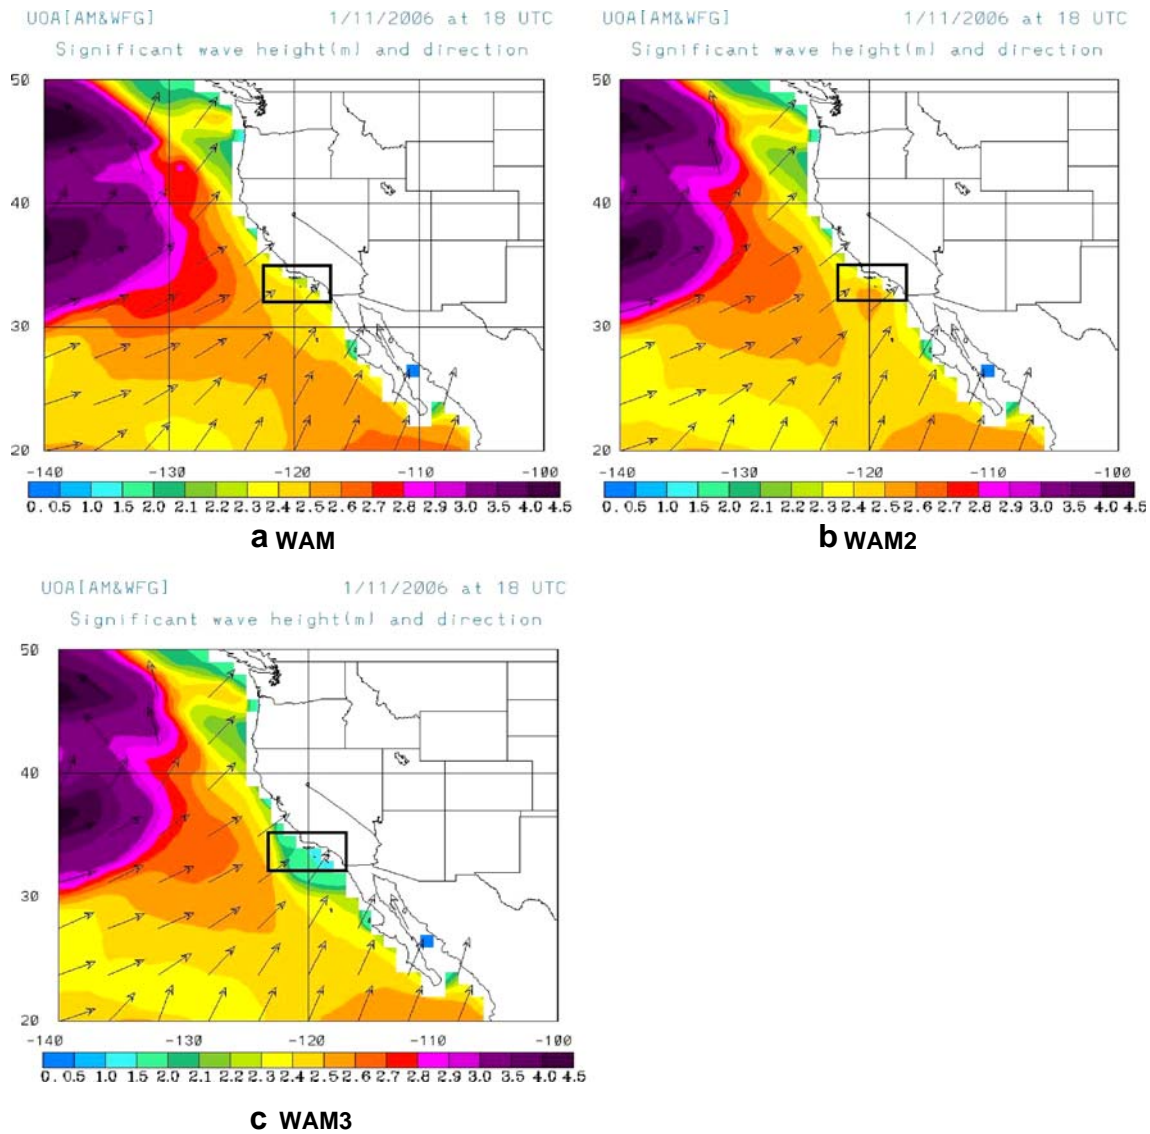 UOA[AM&WFG] 1/11/2006 at 18 UTC
Significant wave height(m) and direction
50
40
30
20
-140 -130 -120 -110 -100
0. 0.5 1.0 1.5 2.0 2.1 2.2 2.3 2.4 2.5 2.6 2.7 2.8 2.9 3.0 3.5 4.0 4.5
a WAM
UOA[AM&WFG] 1/11/2006 at 18 UTC
Significant wave height(m) and direction
50
40
30
20
-140 -130 -120 -110 -100
0. 0.5 1.0 1.5 2.0 2.1 2.2 2.3 2.4 2.5 2.6 2.7 2.8 2.9 3.0 3.5 4.0 4.5
b WAM2
UOA[AM&WFG] 1/11/2006 at 18 UTC
Significant wave height(m) and direction
50
40
30
20
-130 -120 -110 -100
0. 0.5 1.0 1.5 2.0 2.1 2.2 2.3 2.4 2.5 2.6 2.7 2.8 2.9 3.0 3.5 4.0 4.5
c WAM3